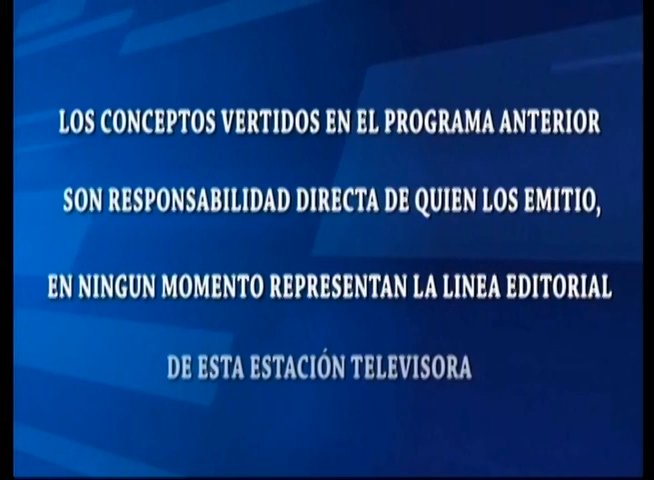 LOS CONCEPTOS VERTIDOS EN EL PROGRAMA ANTERIOR
SON RESPONSABILIDAD DIRECTA DE QUIEN LOS EMITIO,
EN NINGUN MOMENTO REPRESENTAN LA LINEA EDITORIAL
DE ESTA ESTACIÓN TELEVISORA